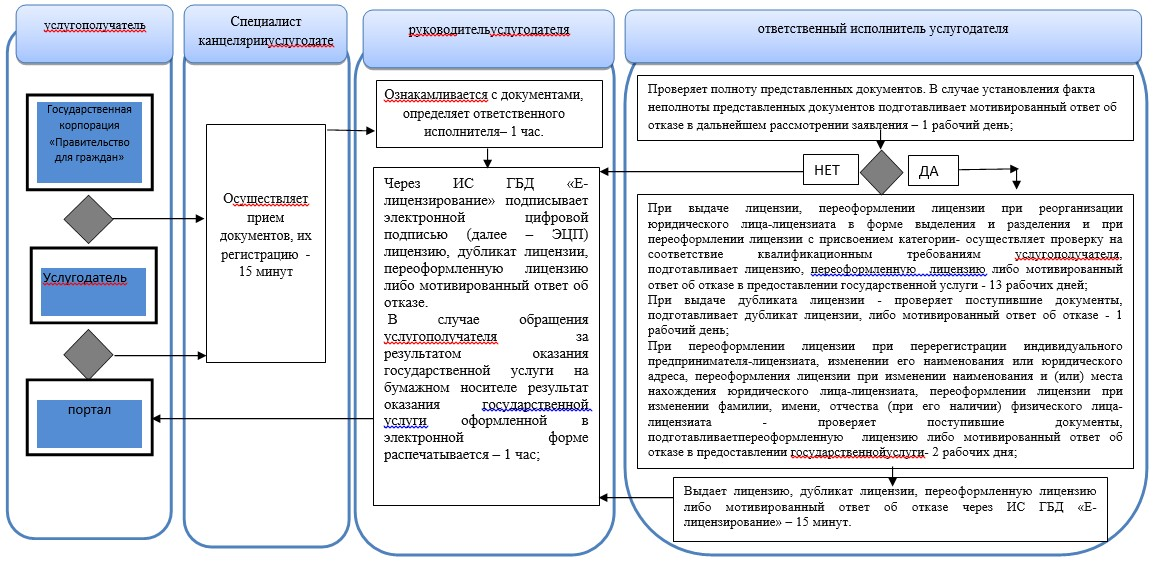 услугополучатель
Государственная
корпорация
«Правительство
для граждан»
Услугодатель
портал
Специалист
канцелярииуслугодате
Осуществляет
прием
документов, их
регистрацию -
15 минут
руководительуслугодателя
Ознакамливается с документами,
определяет ответственного
исполнителя– 1 час.
Через ИС ГБД «Е-
лицензирование» подписывает
электронной цифровой
подписью (далее – ЭЦП)
лицензию, дубликат лицензии,
переоформленную лицензию
либо мотивированный ответ об
отказе.
В случае обращения
услугополучателя за
результатом оказания
государственной услуги на
бумажном носителе результат
оказания государственной
услуги оформленной в
электронной форме
распечатывается – 1 час;
ответственный исполнитель услугодателя
Проверяет полноту представленных документов. В случае установления факта
неполноты представленных документов подготавливает мотивированный ответ об
отказе в дальнейшем рассмотрении заявления – 1 рабочий день;
НЕТ
ДА
При выдаче лицензии, переоформлении лицензии при реорганизации
юридического лица-лицензиата в форме выделения и разделения и при
переоформлении лицензии с присвоением категории- осуществляет проверку на
соответствие квалификационным требованиям услугополучателя,
подготавливает лицензию, переоформленную лицензию либо мотивированный
ответ об отказе в предоставлении государственной услуги - 13 рабочих дней;
При выдаче дубликата лицензии - проверяет поступившие документы,
подготавливает дубликат лицензии, либо мотивированный ответ об отказе - 1
рабочий день;
При переоформлении лицензии при перерегистрации индивидуального
предпринимателя-лицензиата, изменении его наименования или юридического
адреса, переоформления лицензии при изменении наименования и (или) места
нахождения юридического лица-лицензиата, переоформлении лицензии при
изменении фамилии, имени, отчества (при его наличии) физического лица-
лицензиата - проверяет поступившие документы,
подготавливаетпереоформленную лицензию либо мотивированный ответ об
отказе в предоставлении государственнойуслуги- 2 рабочих дня;
Выдает лицензию, дубликат лицензии, переоформленную лицензию
либо мотивированный ответ об отказе через ИС ГБД «Е-
лицензирование» – 15 минут.